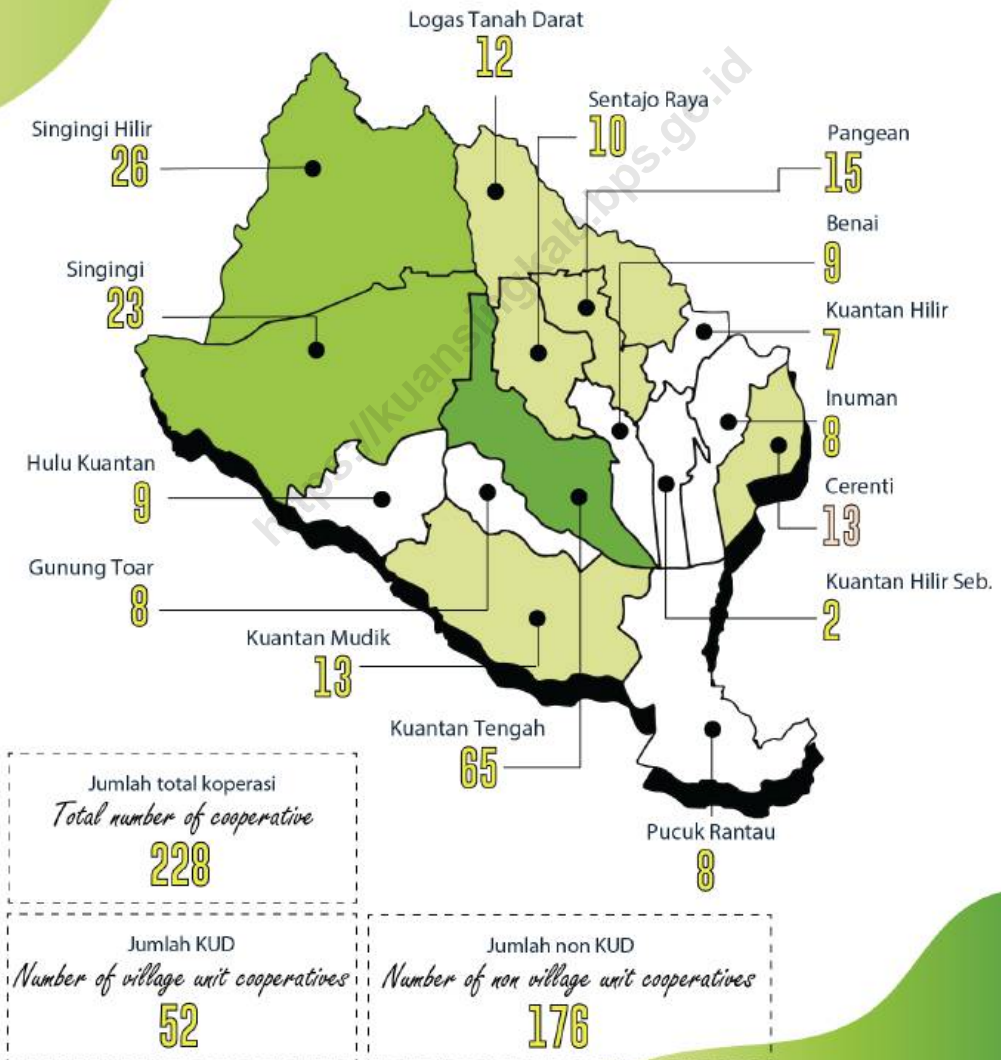 Logas Tanah Darat
12
Sentajo Raya
10
Singingi Hilir
26
Pangean
15
Benai
9
Singingi
23
Kuantan Hilir
7
Inuman
8
Hulu Kuantan
9
Cerenti
13
Gunung Toar
8
Kuantan Hilir Seb.
2
Kuantan Mudik
13
Kuantan Tengah
65
Pucuk Rantau
8
https://kuansingkab.bps.go.id
Jumlah total koperasi
Total number of cooperative
228
Jumlah KUD
Number of village unit cooperatives
52
Jumlah non KUD
Number of non village unit cooperatives
176